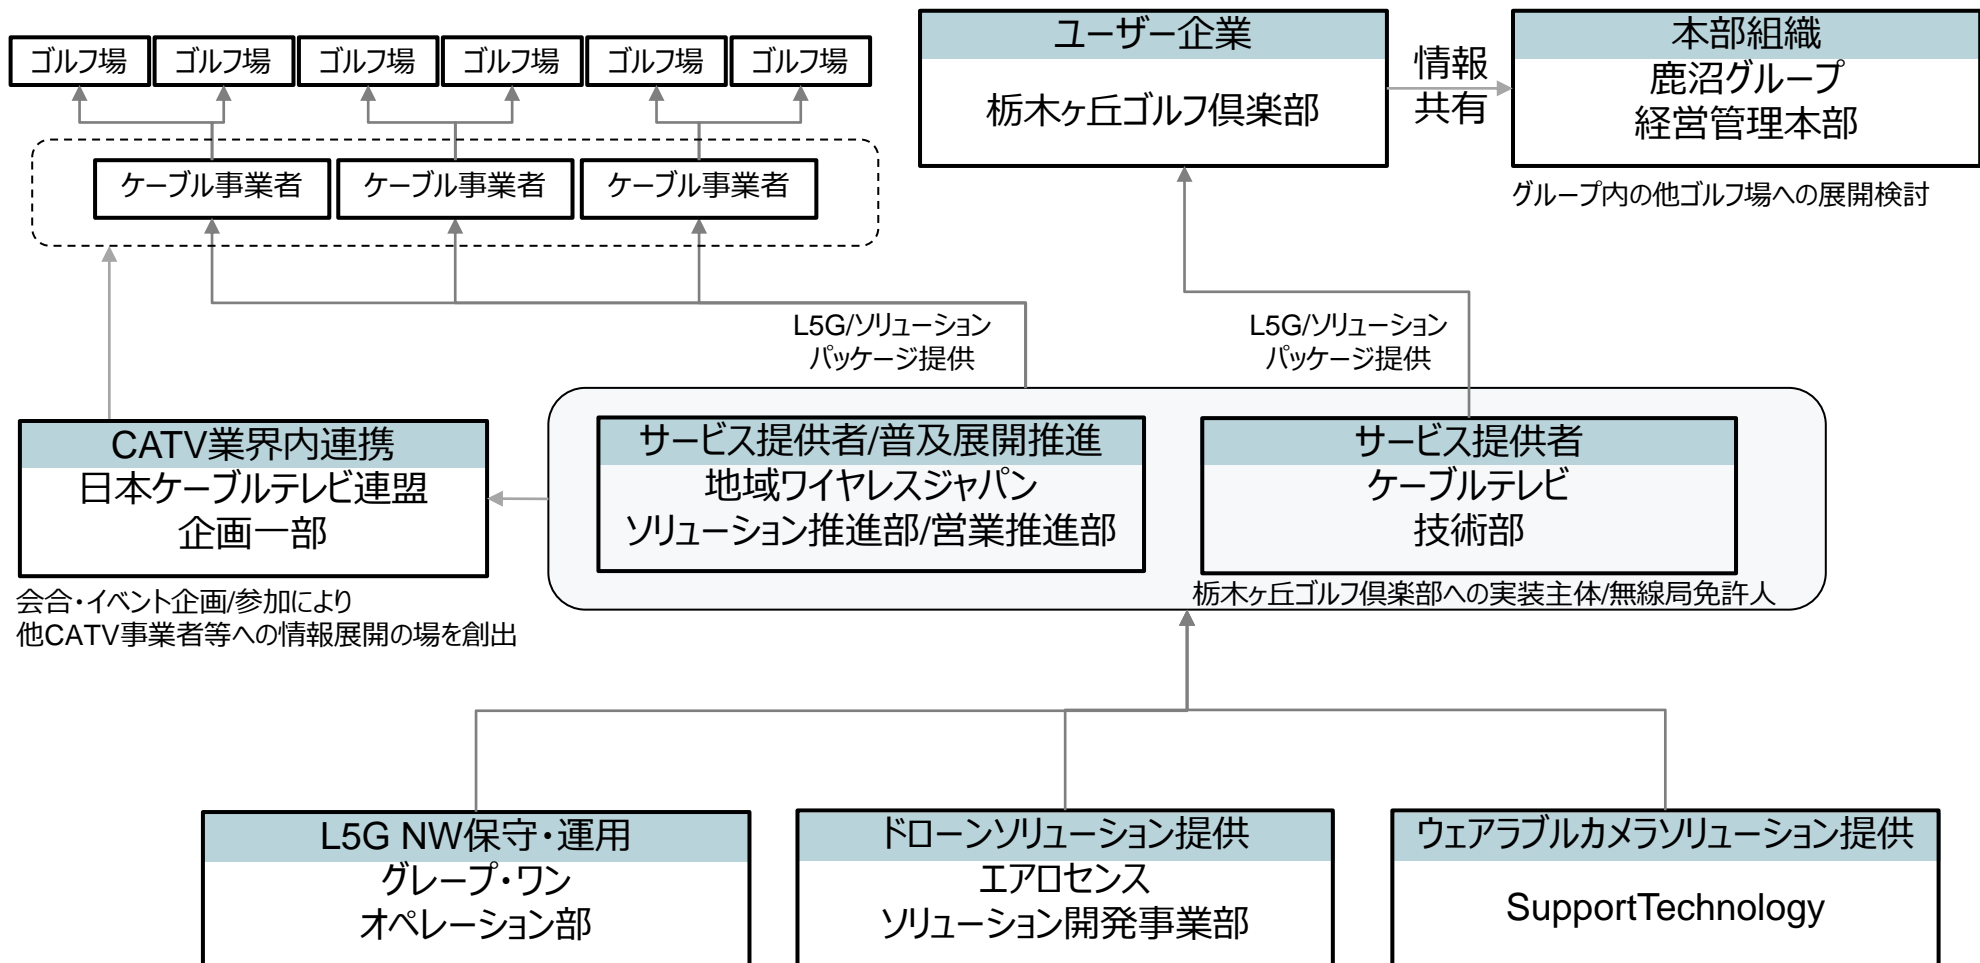 ゴルフ場
ゴルフ場
ゴルフ場
ゴルフ場
ゴルフ場
ゴルフ場
ケーブル事業者
ケーブル事業者
ケーブル事業者
ユーザー企業
栃木ヶ丘ゴルフ倶楽部
情報
共有
本部組織
鹿沼グループ
経営管理本部
グループ内の他ゴルフ場への展開検討
L5G/ソリューション
パッケージ提供
L5G/ソリューション
パッケージ提供
CATV業界内連携
日本ケーブルテレビ連盟
企画一部
会合・イベント企画/参加により
他CATV事業者等への情報展開の場を創出
サービス提供者/普及展開推進
地域ワイヤレスジャパン
ソリューション推進部/営業推進部
サービス提供者
ケーブルテレビ
技術部
栃木ヶ丘ゴルフ倶楽部への実装主体/無線局免許人
L5G NW保守・運用
グレープ・ワン
オペレーション部
ドローンソリューション提供
エアロセンス
ソリューション開発事業部
ウェアラブルカメラソリューション提供
SupportTechnology